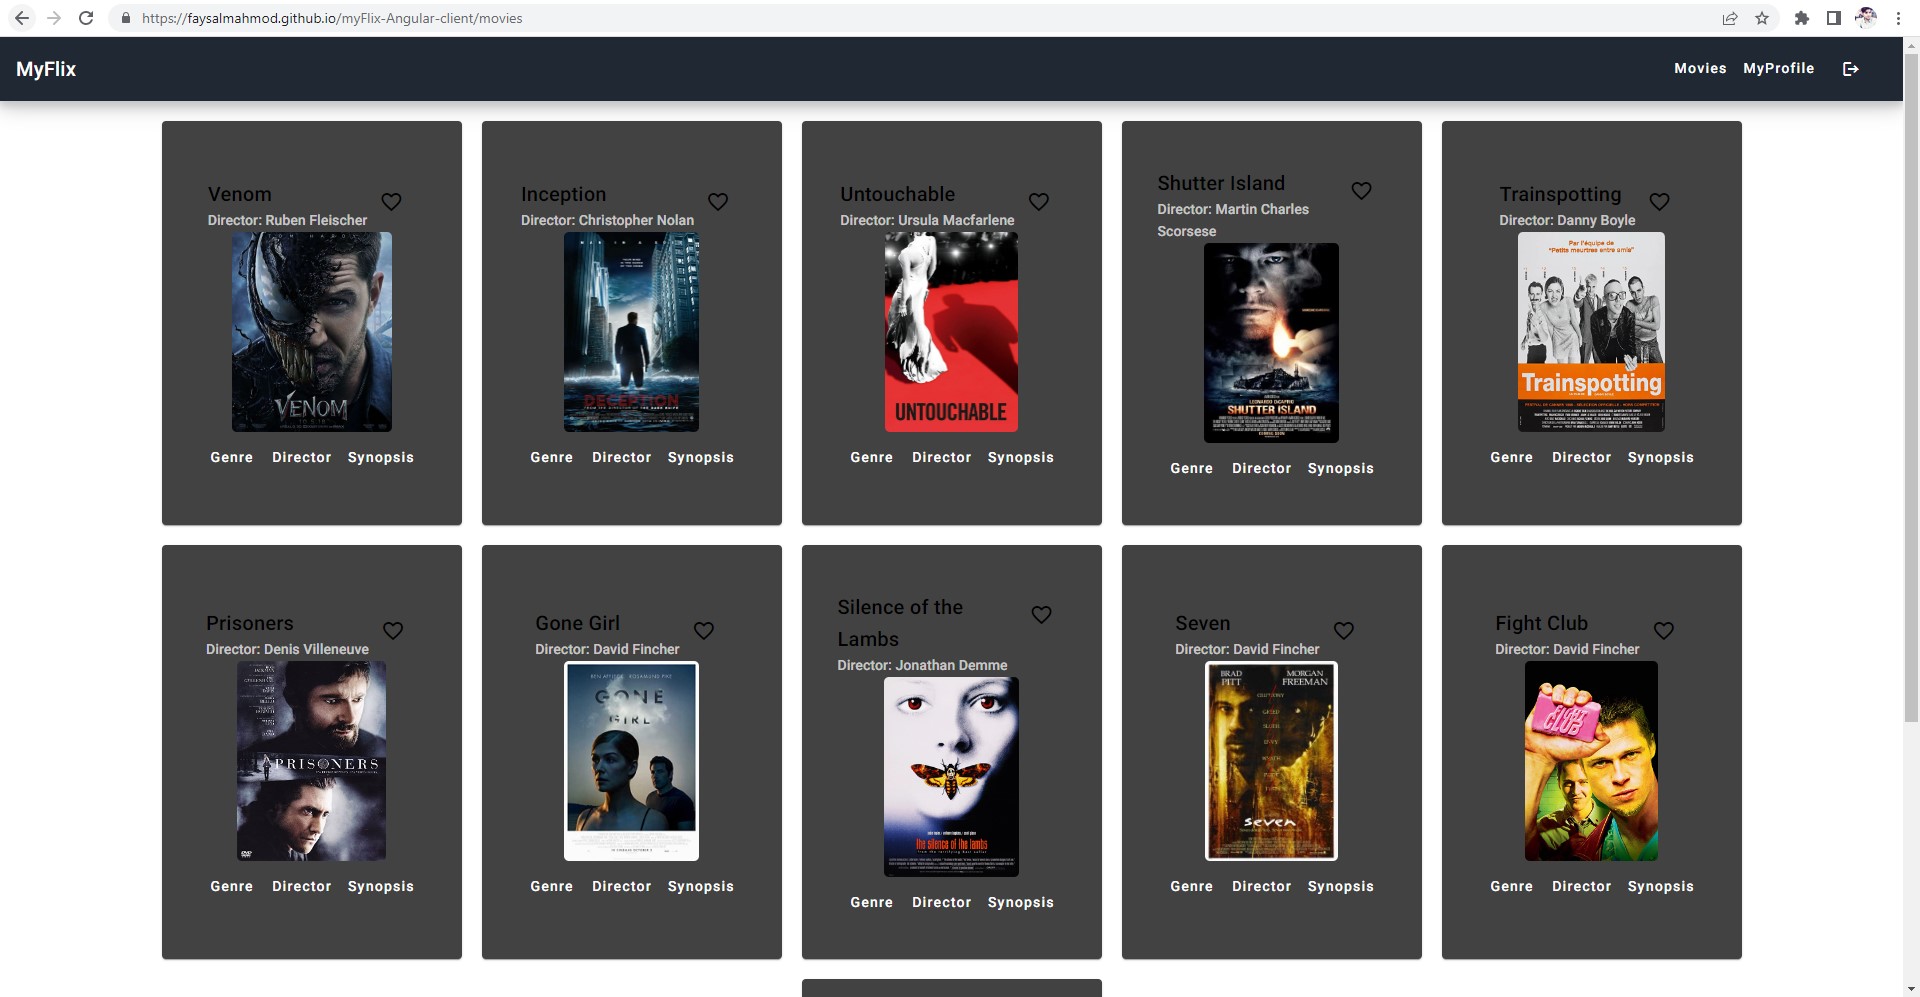 https://faysalmahmod.github.io/myFlix-Angular-client/movies
MyFlix
Movies MyProfile
Venom
Director: Ruben Fleischer
VENOM
Genre Director Synopsis
Inception
Director: Christopher Nolan
Genre Director Synopsis
Untouchable
Director: Ursula Macfarlene
UNTOUCHABLE
Genre Director Synopsis
Shutter Island
Director: Martin Charles
Scorsese
SHUTTER ISLAND
Genre Director Synopsis
Trainspotting
Director: Danny Boyle
Par l'équipe de
"Petits meurtres entre amis"
Trainspotting
Genre Director Synopsis
Prisoners
Director: Denis Villeneuve
PRISONERS
Genre Director Synopsis
Gone Girl
Director: David Fincher
GONE
GIRL
Genre Director Synopsis
Silence of the
Lambs
Director: Jonathan Demme
the silence of the lambs
Genre Director Synopsis
Seven
Director: David Fincher
BRAD
PITT
MORGAN
FREEMAN
Seven
Genre Director Synopsis
Fight Club
Director: David Fincher
FIGHT
CLUB
Genre Director Synopsis